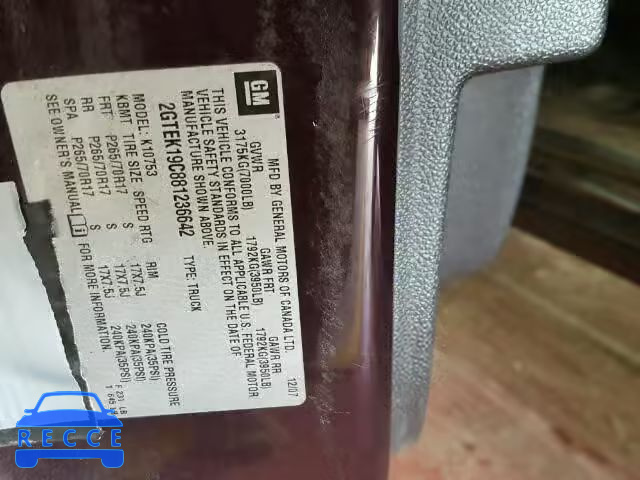 GM
MFD BY GENERAL MOTORS OF CANADA LTD.
12/07
GVWR GAWR FRT GAWR RR
3175KG(7000LB) 1792KG(3950LB) 1792KG(3950LB)
THIS VEHICLE CONFORMS TO ALL APPLICABLE U.S. FEDERAL MOTOR
VEHICLE SAFETY STANDARDS IN EFFECT ON THE DATE OF
MANUFACTURE SHOWN ABOVE.
2GTEK19C881236642 TYPE: TRUCK
MODEL: K10753
KBMT TIRE SIZE SPEED RTG RIM COLD TIRE PRESSURE
FRT P265/70R17 S 17X7.5J 240KPA(35PSI)
RR P265/70R17 S 17X7.5J 240KPA(35PSI)
SPA P265/70R17 S 17X7.5J 240KPA(35PSI)
SEE OWNER'S MANUAL FOR MORE INFORMATION.
RECCE